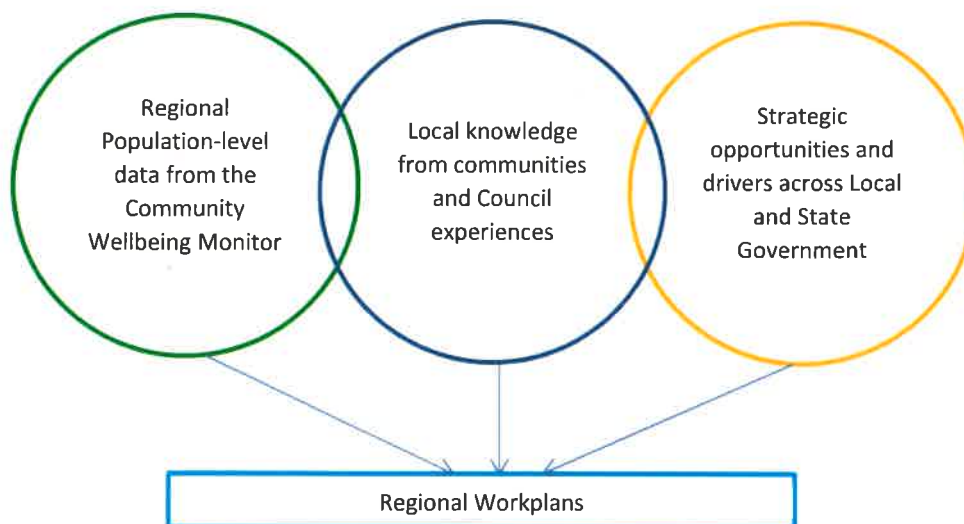 Regional
Population-level
data from the
Community
Wellbeing Monitor
Local knowledge
from communities
and Council
experiences
Strategic
opportunities and
drivers across Local
and State
Government
Regional Workplans